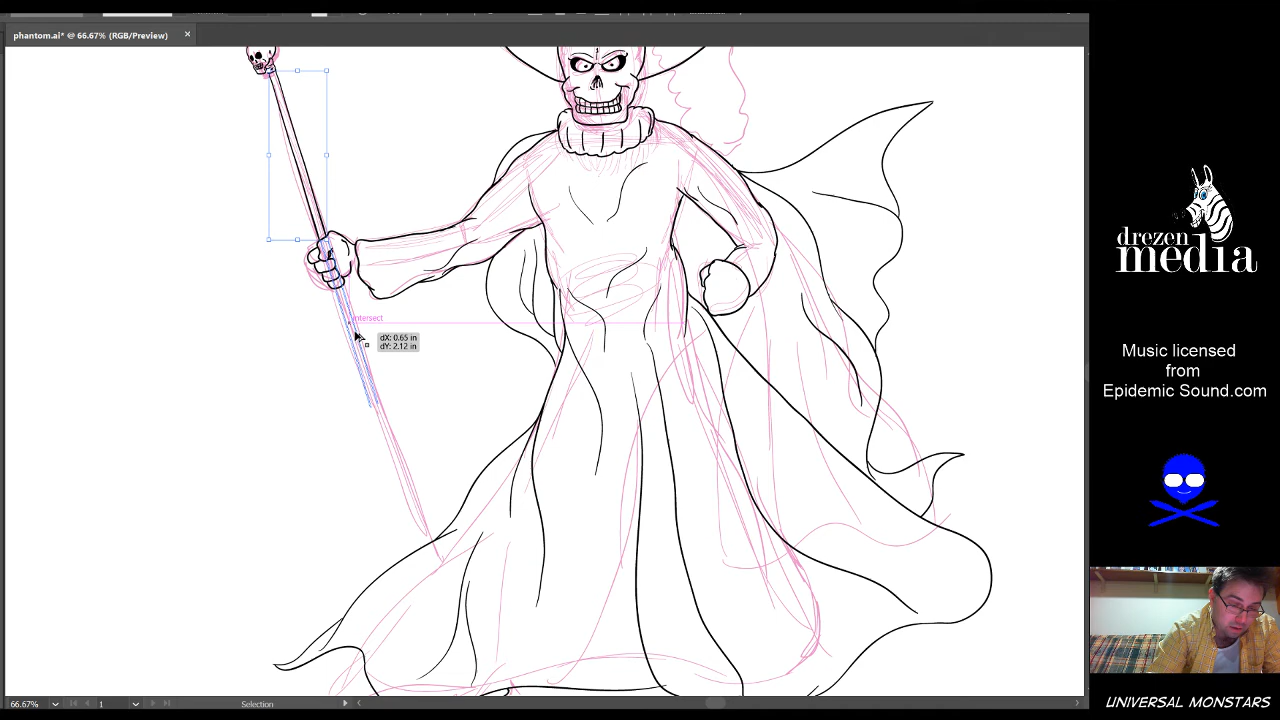 phantom.ai* @ 66.67% (RGB/Preview)
×
intersect
dX: 0.65 in
dY: 2.12 in
drezen
media
Music licensed
from
Epidemic Sound.com
66.67%
1
Selection
UNIVERSAL MONSTARS